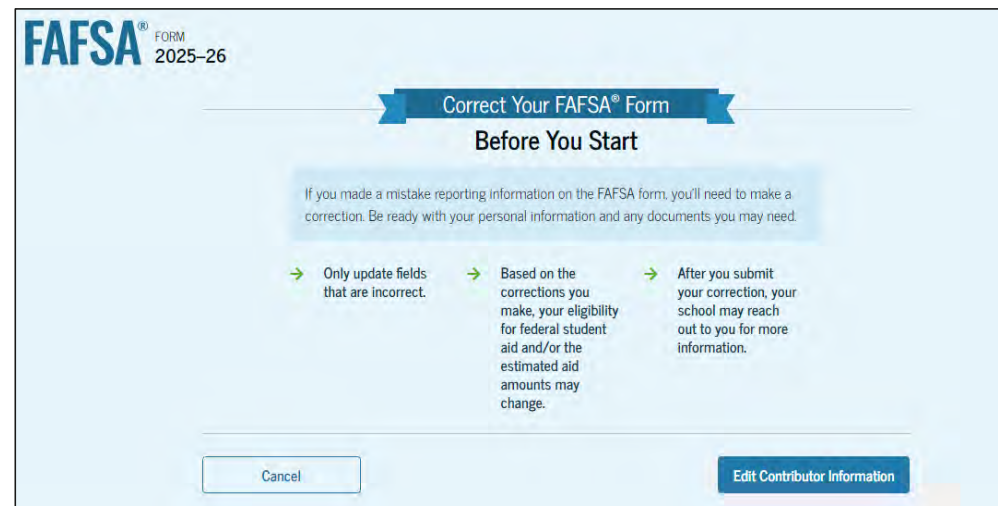 FAFSA® FORM
2025–26
Correct Your FAFSA® Form
Before You Start
If you made a mistake reporting information on the FAFSA form, you'll need to make a
correction. Be ready with your personal information and any documents you may need.
Only update fields
that are incorrect.
Based on the
corrections you
make, your eligibility
for federal student
aid and/or the
estimated aid
amounts may
change.
After you submit
your correction, your
school may reach
out to you for more
information.
Cancel
Edit Contributor Information